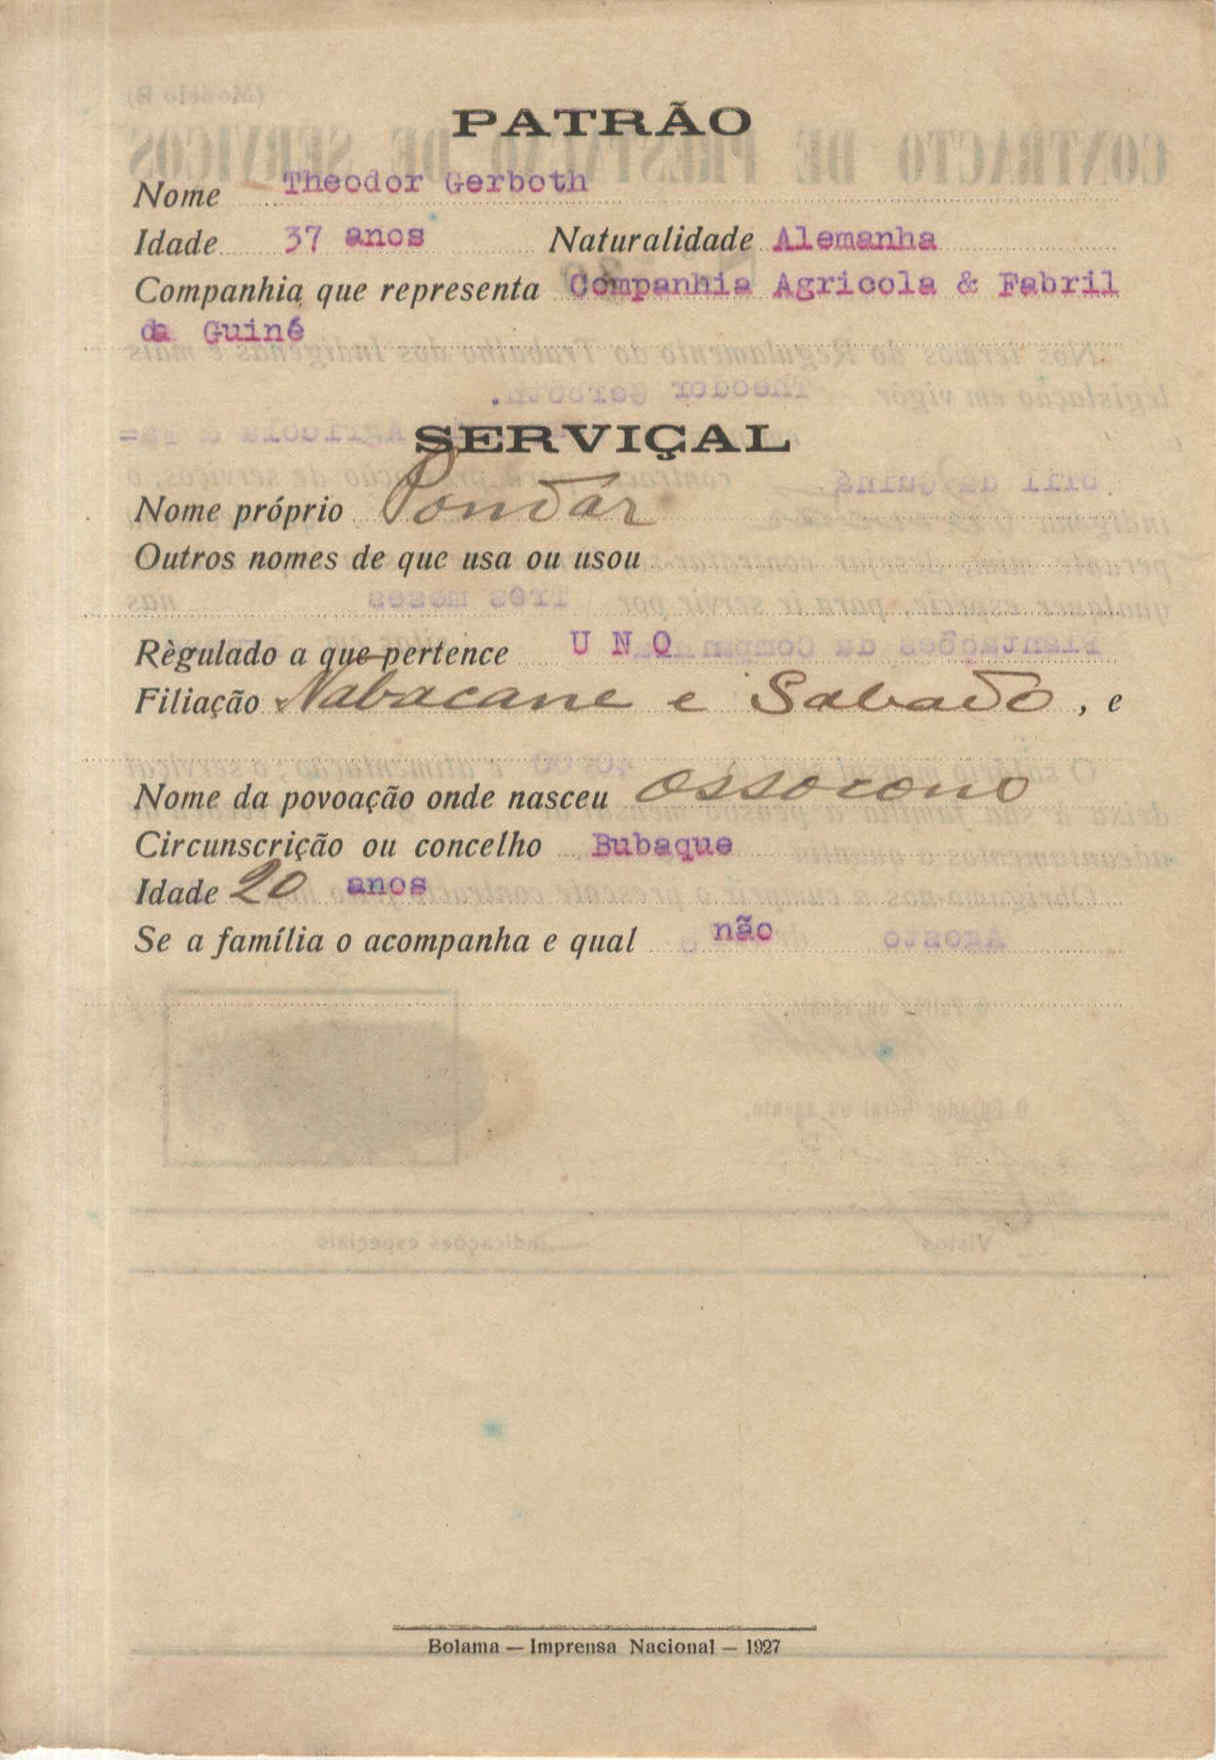 PATRÃO
Nome Theodor Gerboth
Idade 37 anos Naturalidade Alemanha
Companhia que representa Companhia Agricola & Fabril
da Guiné
SERVIÇAL
Nome próprio Pondar
Outros nomes de que usa ou usou
Règulado a que pertence U N O
Filiação Nabacane e Sabado, e
Nome da povoação onde nasceu Ossocono
Circunscrição ou concelho Bubaque
Idade 20 anos
Se a família o acompanha e qual não
Bolama — Imprensa Nacional — 1927